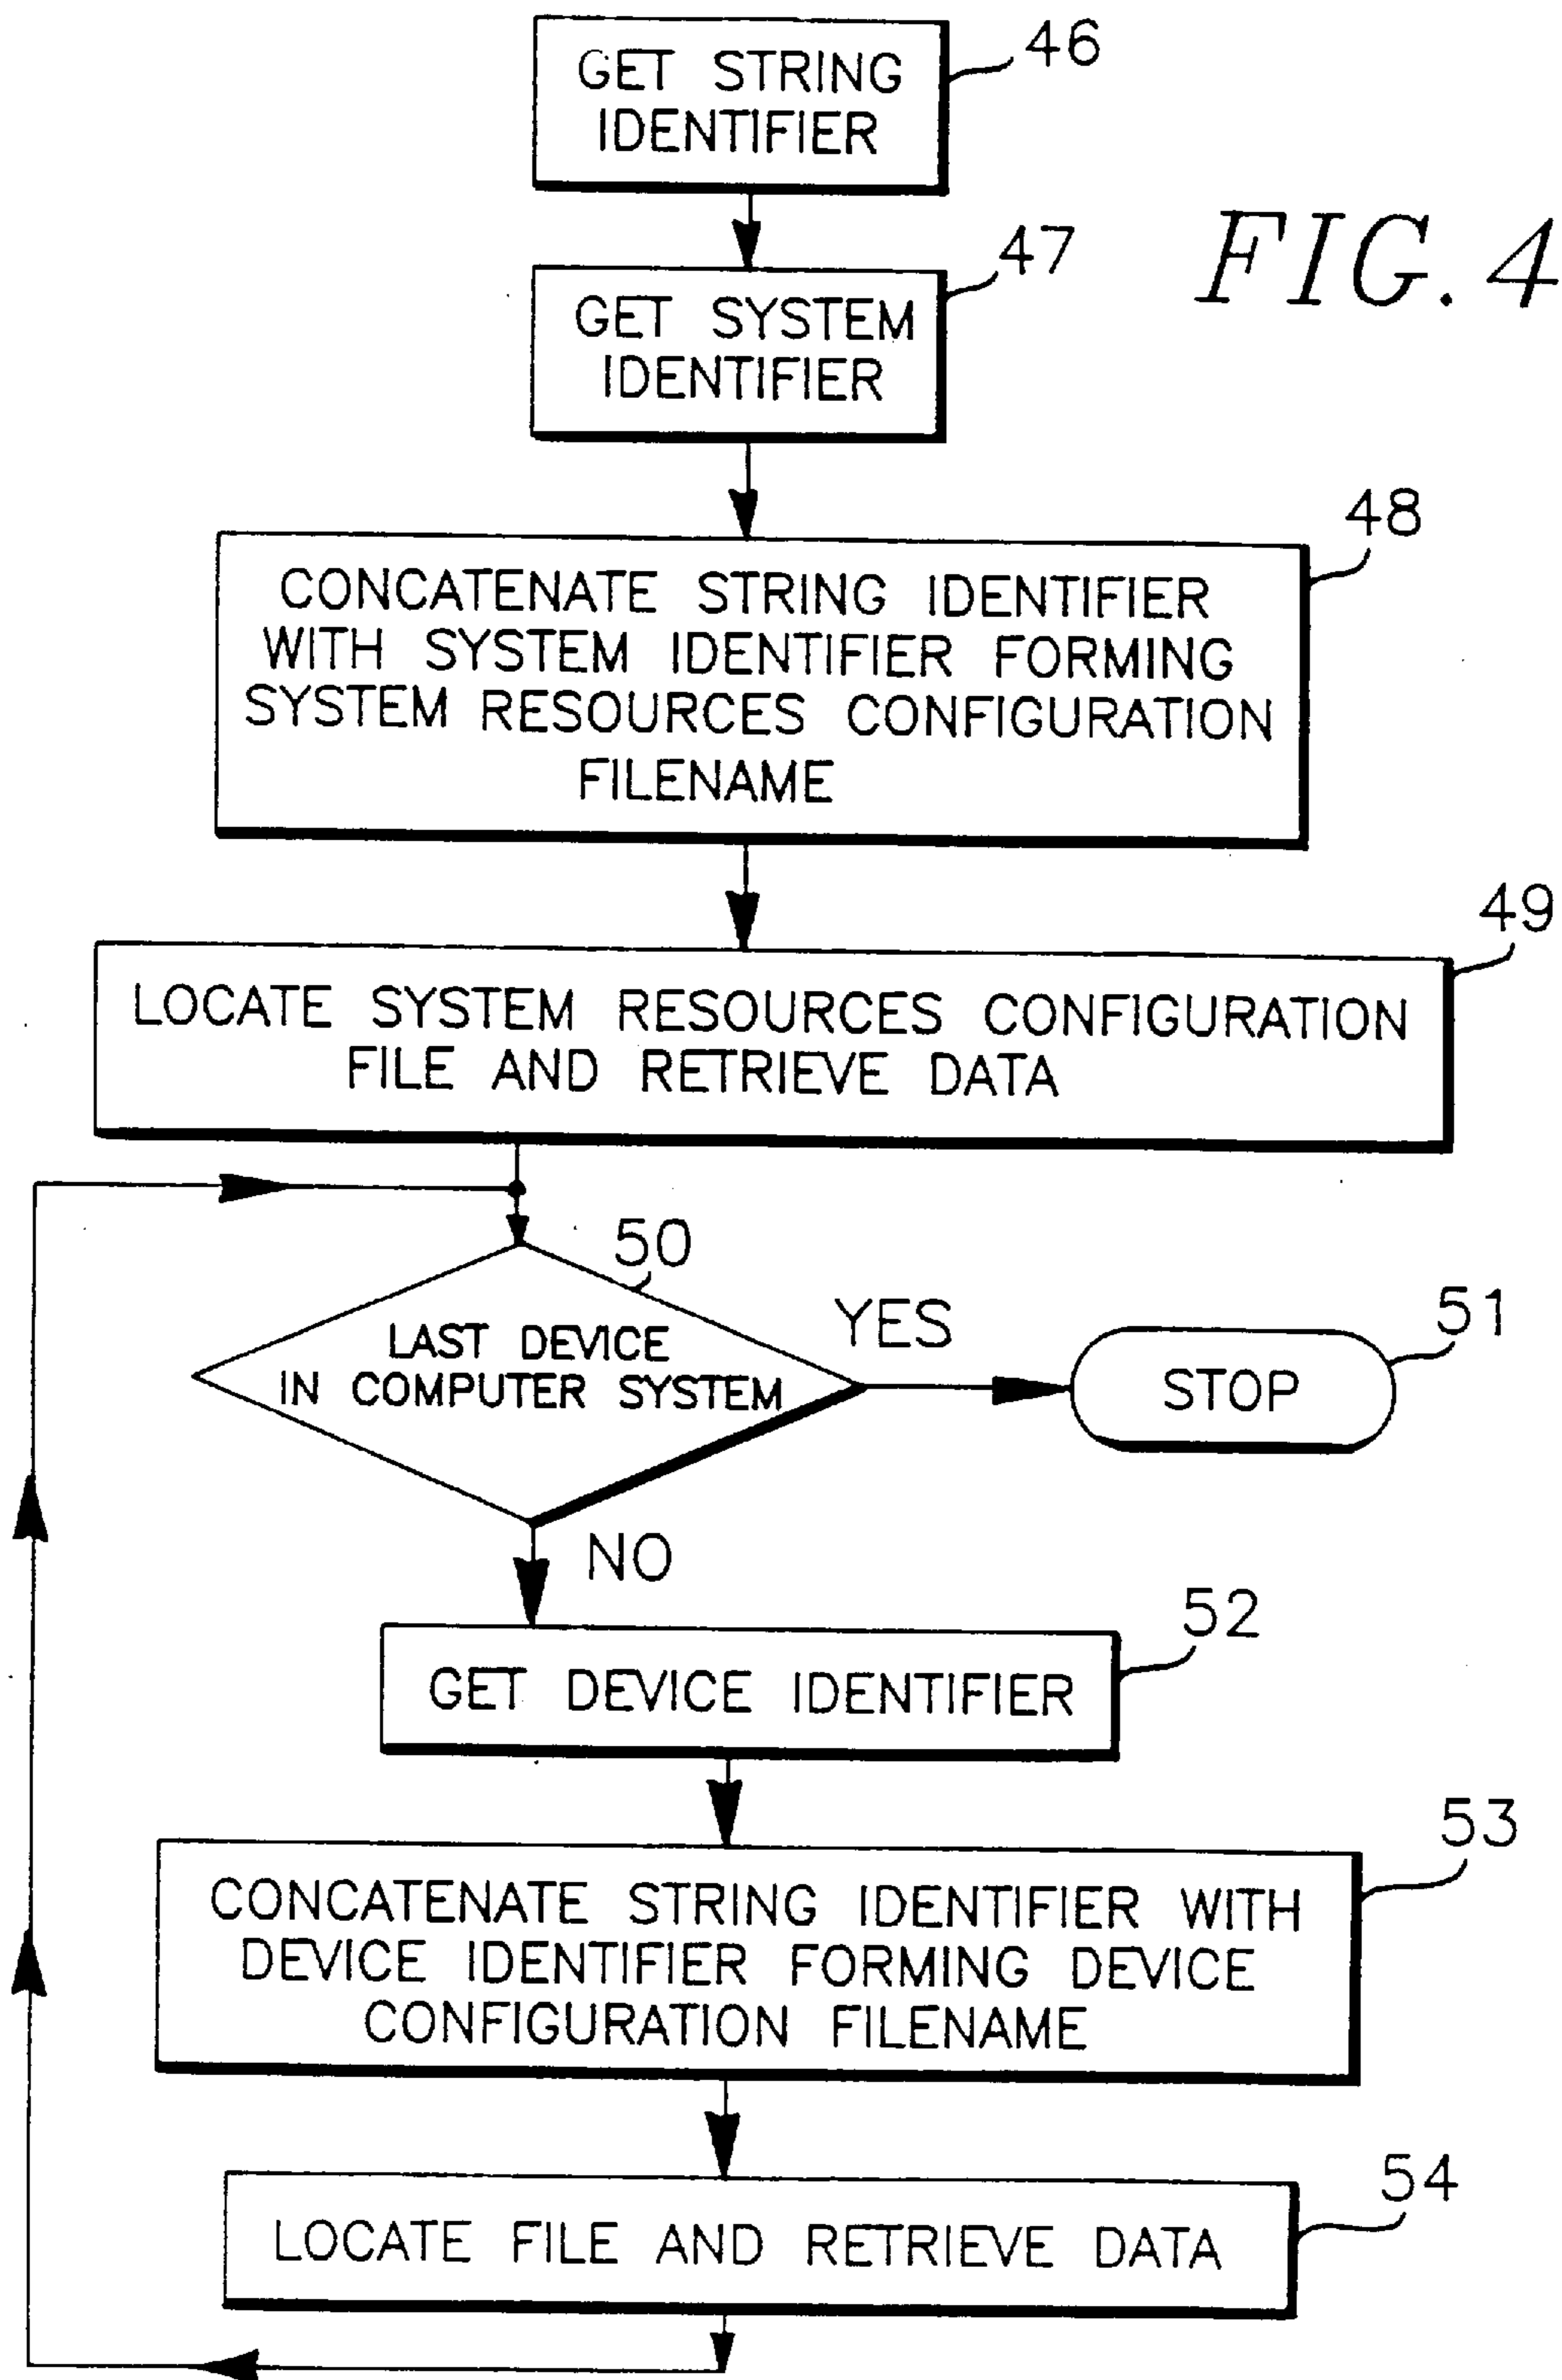 GET STRING
IDENTIFIER
46
FIG. 4
GET SYSTEM
IDENTIFIER
47
CONCATENATE STRING IDENTIFIER
WITH SYSTEM IDENTIFIER FORMING
SYSTEM RESOURCES CONFIGURATION
FILENAME
48
LOCATE SYSTEM RESOURCES CONFIGURATION
FILE AND RETRIEVE DATA
49
LAST DEVICE
IN COMPUTER SYSTEM
50
YES
STOP
51
NO
GET DEVICE IDENTIFIER
52
CONCATENATE STRING IDENTIFIER WITH
DEVICE IDENTIFIER FORMING DEVICE
CONFIGURATION FILENAME
53
LOCATE FILE AND RETRIEVE DATA
54